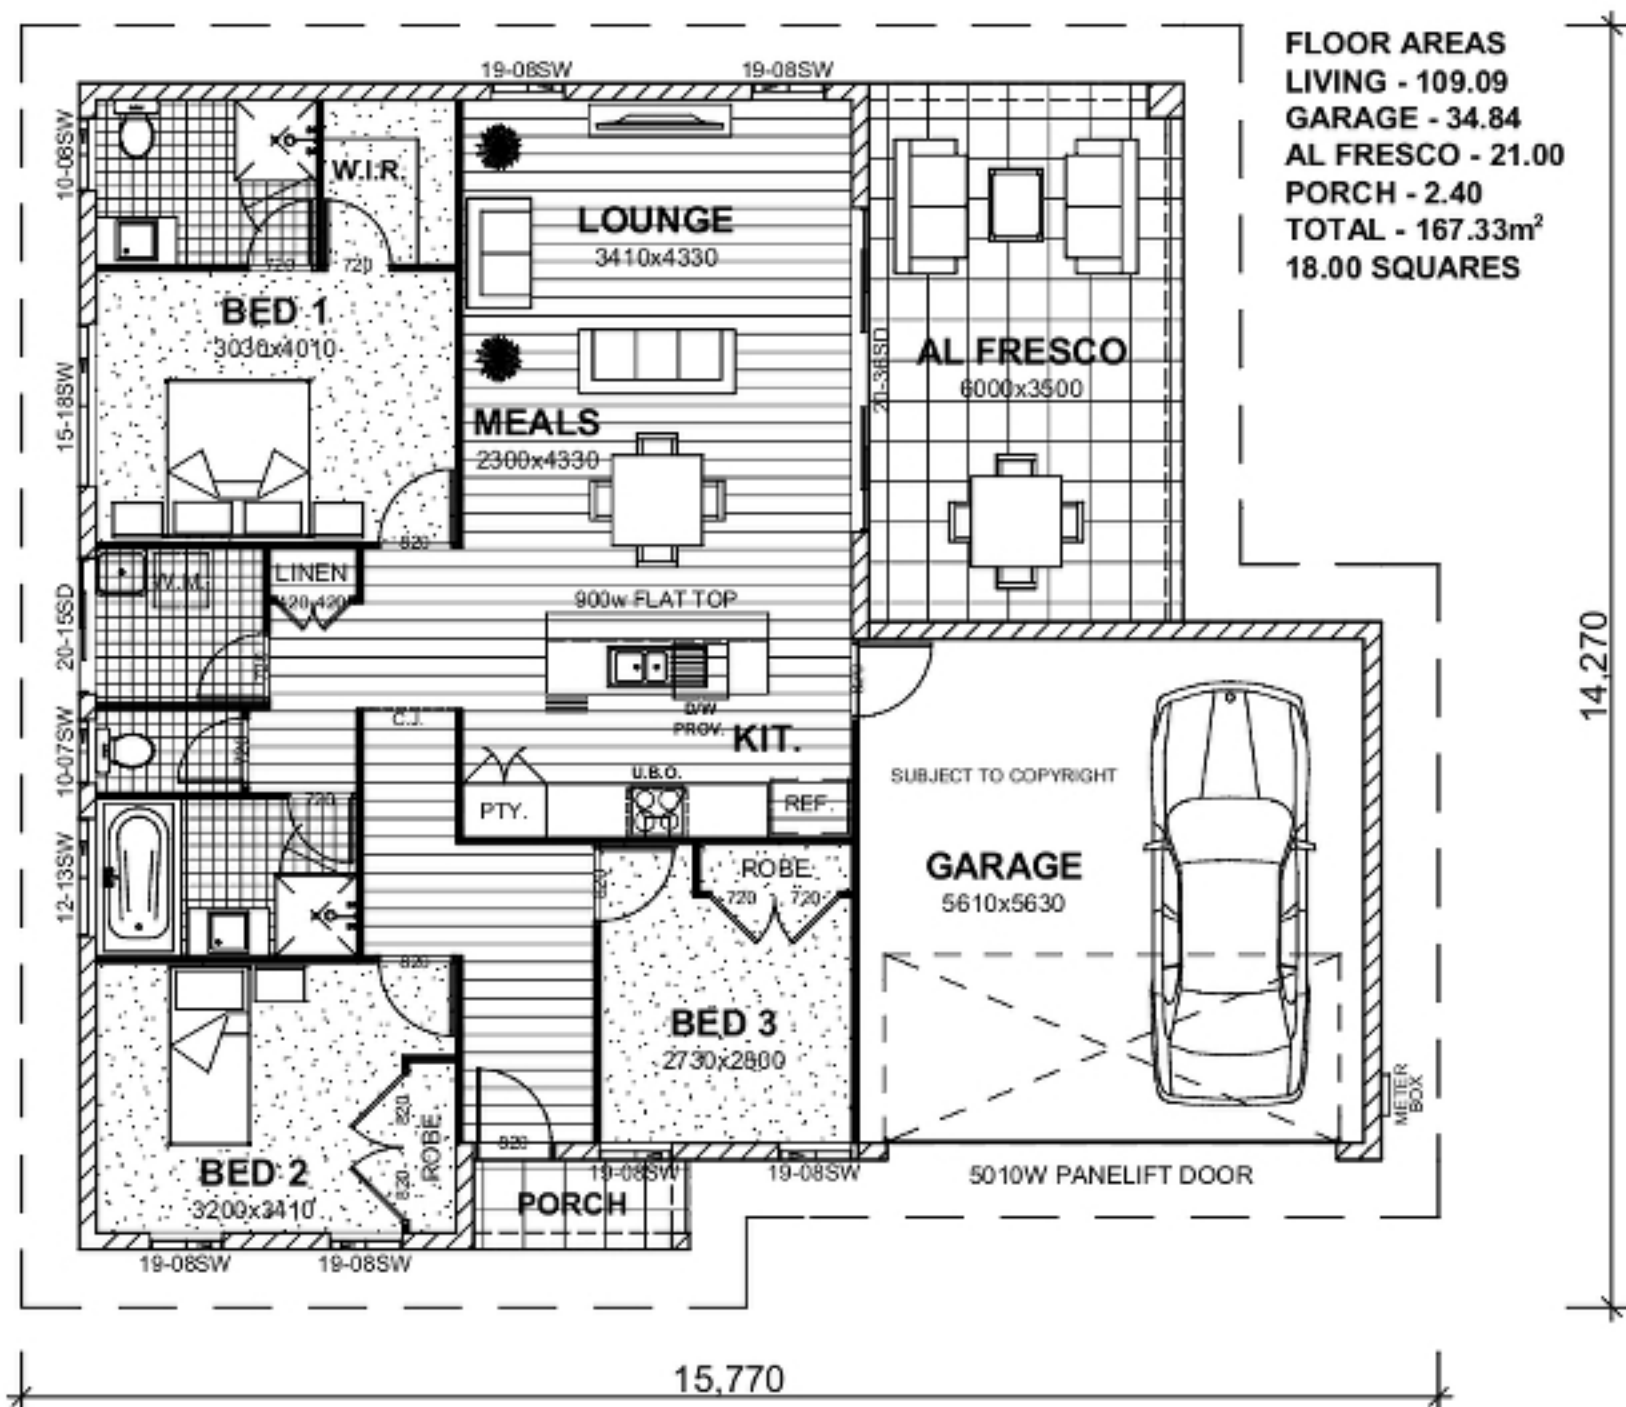 FLOOR AREAS
LIVING - 109.09
GARAGE - 34.84
AL FRESCO - 21.00
PORCH - 2.40
TOTAL - 167.33m²
18.00 SQUARES
19-08SW
19-08SW
10-06SW
W.I.R.
LOUNGE
3410x4330
720
720
BED 1
3030x4010
15-18SW
MEALS
2300x4330
20-36SD
AL FRESCO
6000x3500
820
W.M.
LINEN
420
420
20-15SD
720
900w FLAT TOP
D/W
PROV.
KIT.
820
C.J.
10-07SW
720
U.B.O.
PTY.
REF.
SUBJECT TO COPYRIGHT
720
12-13SW
ROBE
720
720
820
GARAGE
5610x5630
820
BED 3
2730x2800
METER
BOX
820
ROBE
820
BED 2
3200x3410
820
19-08SW
19-08SW
PORCH
5010W PANELIFT DOOR
19-08SW
19-08SW
14,270
15,770